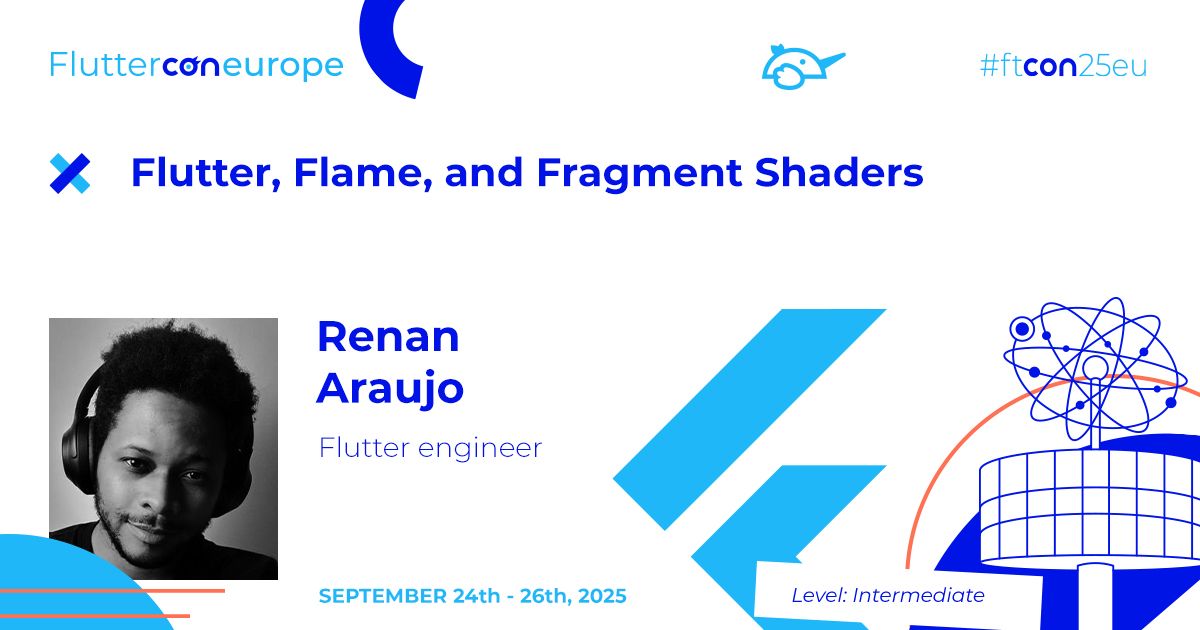 Flutterconeurope
#ftcon25eu
Flutter, Flame, and Fragment Shaders
Renan
Araujo
Flutter engineer
SEPTEMBER 24th - 26th, 2025
Level: Intermediate